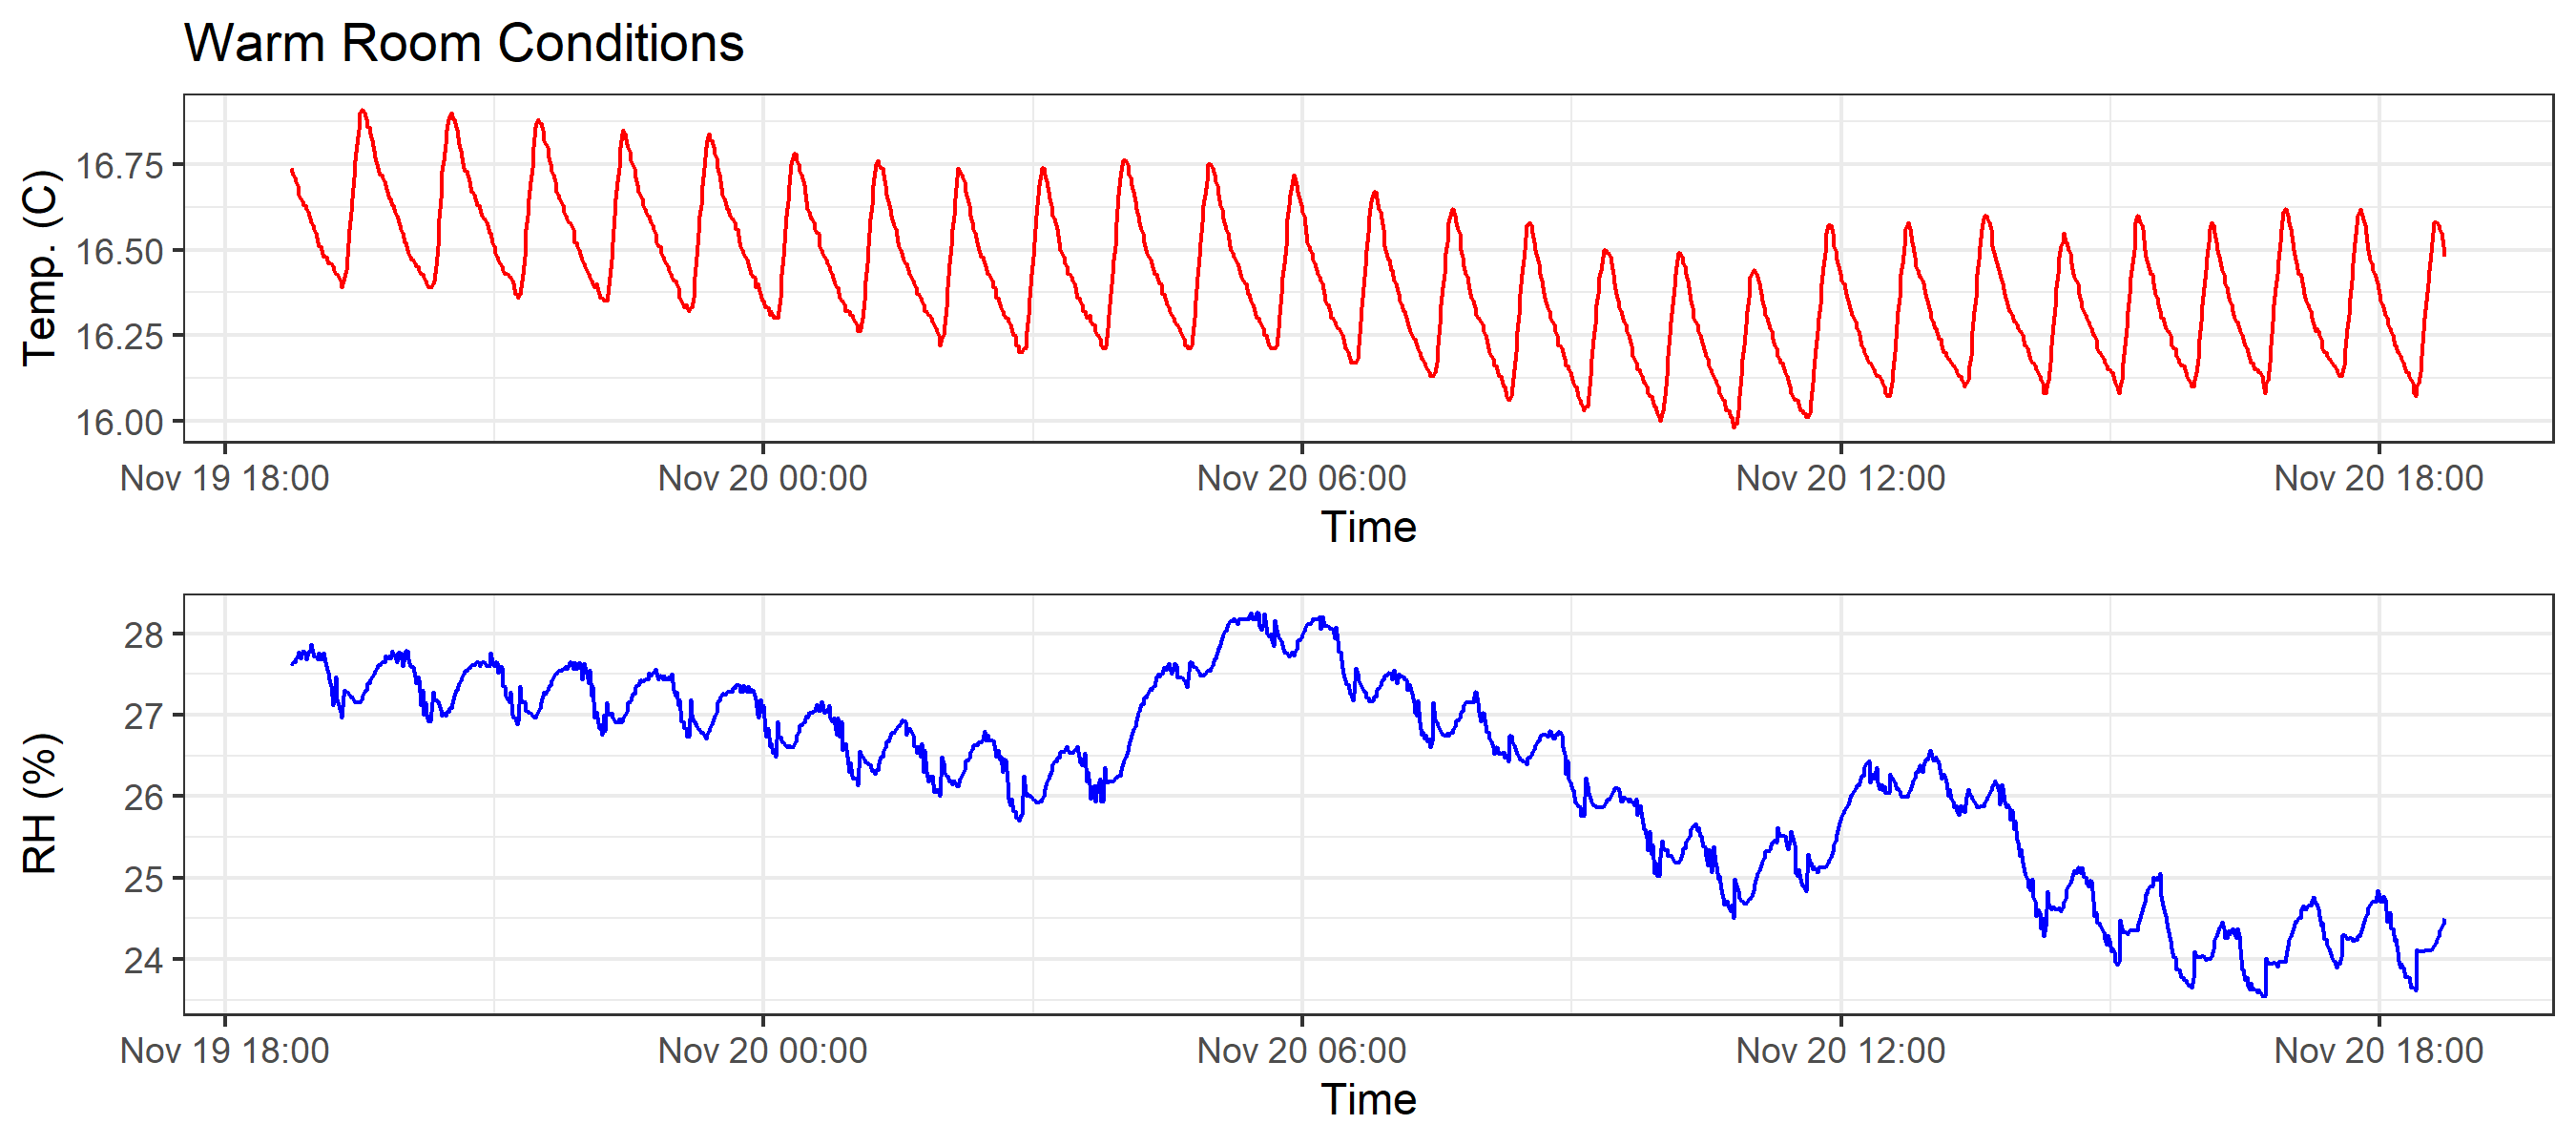 Warm Room Conditions
Temp. (C)
16.75
16.50
16.25
16.00
Nov 19 18:00 Nov 20 00:00 Nov 20 06:00 Nov 20 12:00 Nov 20 18:00
Time
RH (%)
28
27
26
25
24
Nov 19 18:00 Nov 20 00:00 Nov 20 06:00 Nov 20 12:00 Nov 20 18:00
Time